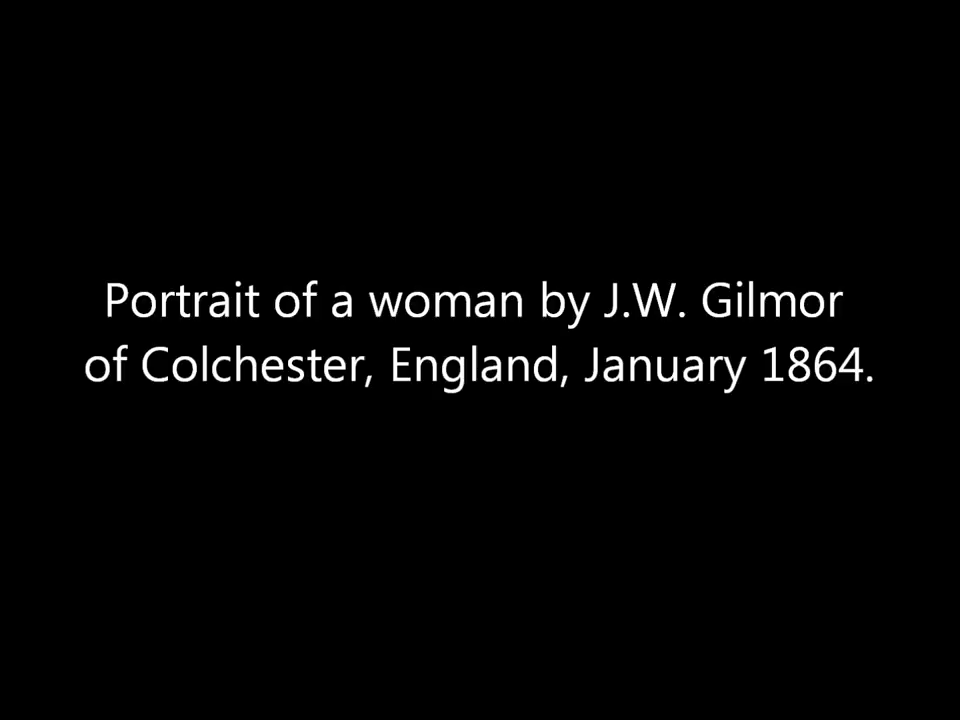 Portrait of a woman by J.W. Gilmor
of Colchester, England, January 1864.